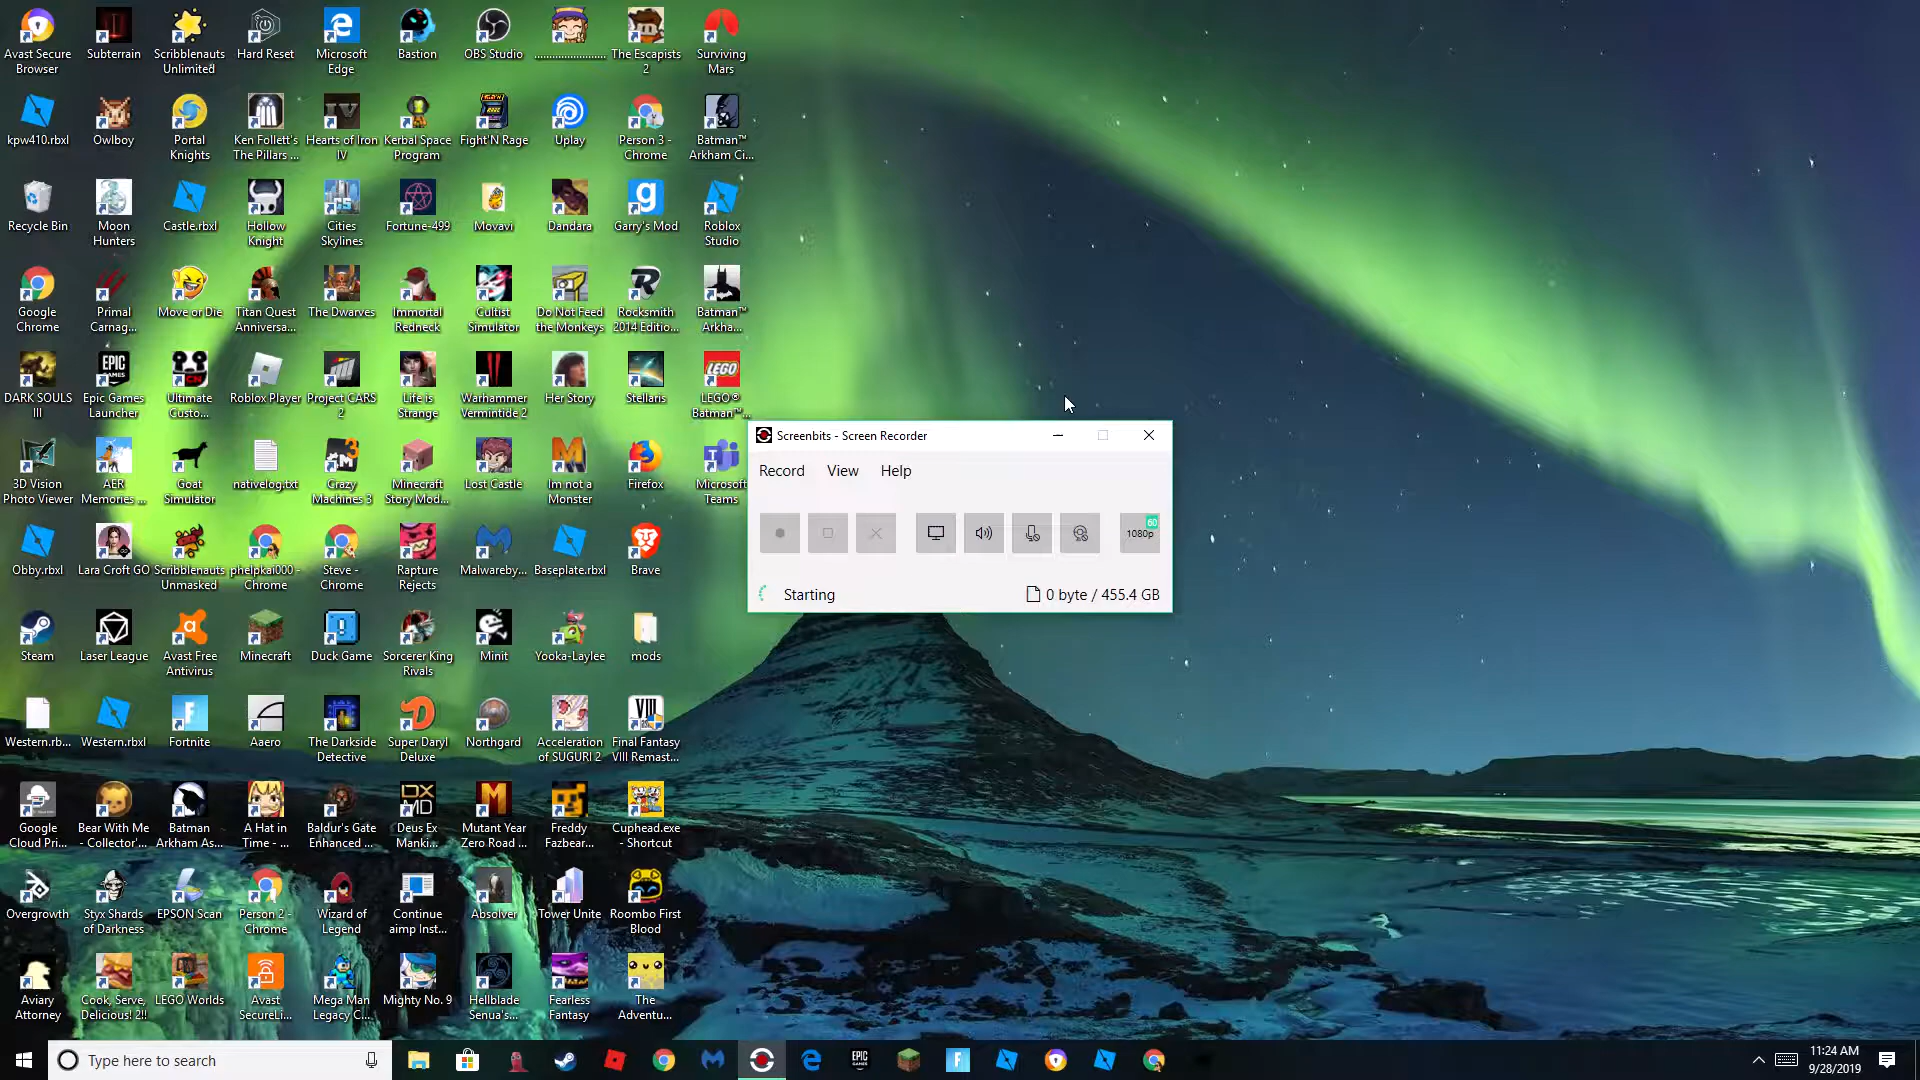 Avast Secure
Browser
Subterrain
Scribblenauts
Unlimited
Hard Reset
Microsoft
Edge
Bastion
OBS Studio
........................
The Escapists
2
Surviving
Mars
kpw410.rbxl
Owlboy
Portal
Knights
Ken Follett's
The Pillars ...
Hearts of Iron
IV
Kerbal Space
Program
Fight'N Rage
Uplay
Person 3 -
Chrome
Batman™
Arkham Ci...
Recycle Bin
Moon
Hunters
Castle.rbxl
Hollow
Knight
Cities
Skylines
Fortune-499
Movavi
Dandara
Garry's Mod
Roblox
Studio
Google
Chrome
Primal
Carnag...
Move or Die
Titan Quest
Anniversa...
The Dwarves
Immortal
Redneck
Cultist
Simulator
Do Not Feed
the Monkeys
Rocksmith
2014 Editio...
Batman™
Arkha...
DARK SOULS
III
EPIC
GAMES
Epic Games
Launcher
Ultimate
Custo...
Roblox Player
Project CARS
2
Life is
Strange
Warhammer
Vermintide 2
Her Story
Stellaris
LEGO
LEGO®
Batman™...
3D Vision
Photo Viewer
AER
Memories ...
Goat
Simulator
nativelog.txt
Crazy
Machines 3
Minecraft
Story Mod...
Lost Castle
Im not a
Monster
Firefox
Microsoft
Teams
Obby.rbxl
Lara Croft GO
Scribblenauts
Unmasked
phelpkai000 -
Chrome
Steve -
Chrome
Rapture
Rejects
Malwareby...
Baseplate.rbxl
Brave
Steam
Laser League
Avast Free
Antivirus
Minecraft
Duck Game
Sorcerer King
Rivals
Minit
Yooka-Laylee
mods
Western.rb...
Western.rbxl
Fortnite
Aaero
The Darkside
Detective
Super Daryl
Deluxe
Northgard
Acceleration
of SUGURI 2
VIII
Final Fantasy
VIII Remast...
Google
Cloud Pri...
Bear With Me
- Collector'...
Batman
Arkham As...
A Hat in
Time - ...
Baldur's Gate
Enhanced ...
DX
MD
Deus Ex
Manki...
Mutant Year
Zero Road ...
Freddy
Fazbear...
Cuphead.exe
- Shortcut
Overgrowth
Styx Shards
of Darkness
EPSON Scan
Person 2 -
Chrome
Wizard of
Legend
Continue
aimp Inst...
Absolver
Tower Unite
Roombo First
Blood
Aviary
Attorney
Cook, Serve,
Delicious! 2!!
LEGO Worlds
Avast
SecureLi...
Mega Man
Legacy C...
Mighty No. 9
Hellblade
Senua's...
Fearless
Fantasy
The
Adventu...
Screenbits - Screen Recorder
Record View Help
60
1080p
Starting
0 byte / 455.4 GB
Type here to search
EPIC
GAMES
11:24 AM
9/28/2019